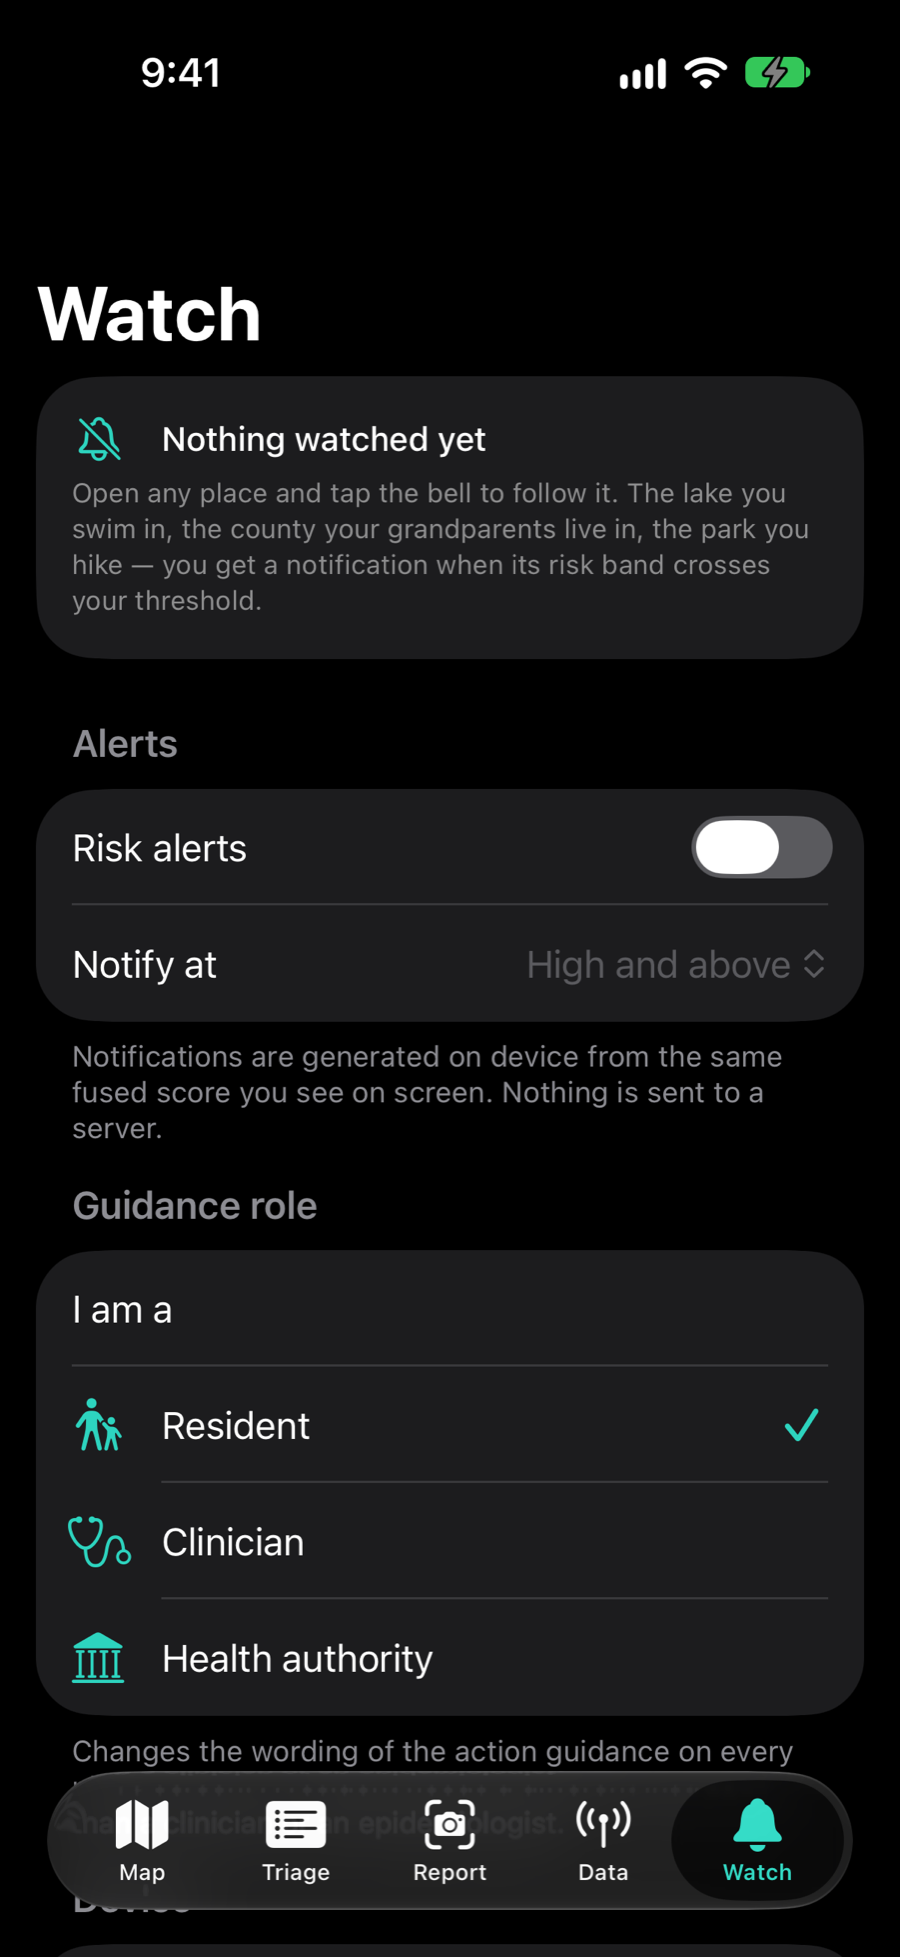 9:41
Watch
Nothing watched yet
Open any place and tap the bell to follow it. The lake you
swim in, the county your grandparents live in, the park you
hike — you get a notification when its risk band crosses
your threshold.
Alerts
Risk alerts
Notify at
High and above
Notifications are generated on device from the same
fused score you see on screen. Nothing is sent to a
server.
Guidance role
I am a
Resident
Clinician
Health authority
Changes the wording of the action guidance on every
Map
Triage
Report
Data
Watch